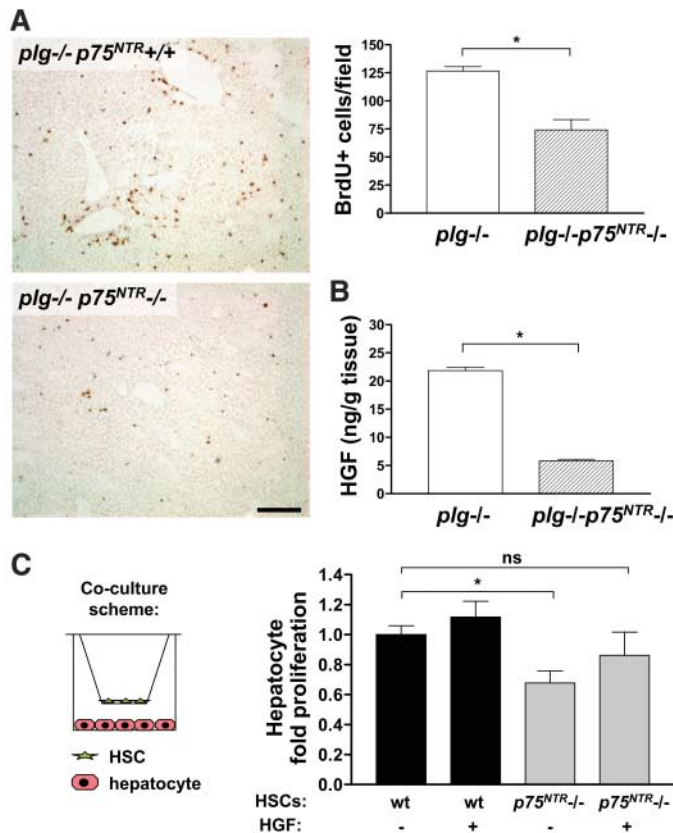 A
plg-/- p75NTR+/+
plg-/- p75NTR-/-
BrdU+ cells/field
150
125
100
75
50
25
0
*
plg-/- plg-/-p75NTR-/-
B
HGF (ng/g tissue)
30
25
20
15
10
5
0
*
plg-/- plg-/-p75NTR-/-
C
Co-culture
scheme:
HSC
hepatocyte
Hepatocyte
fold proliferation
1.4
1.2
1.0
0.8
0.6
0.4
0.2
0.0
ns
*
HSCs: wt wt p75NTR-/- p75NTR-/-
HGF: - + - +